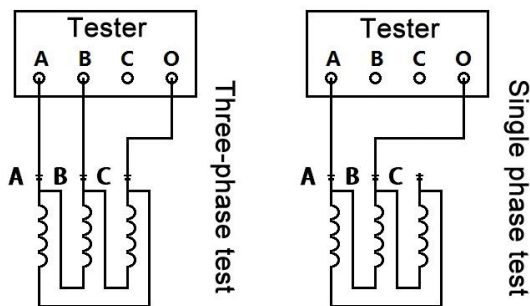 Tester
A B C O
A B C
Three-phase test
Tester
A B C O
A B C
Single phase test